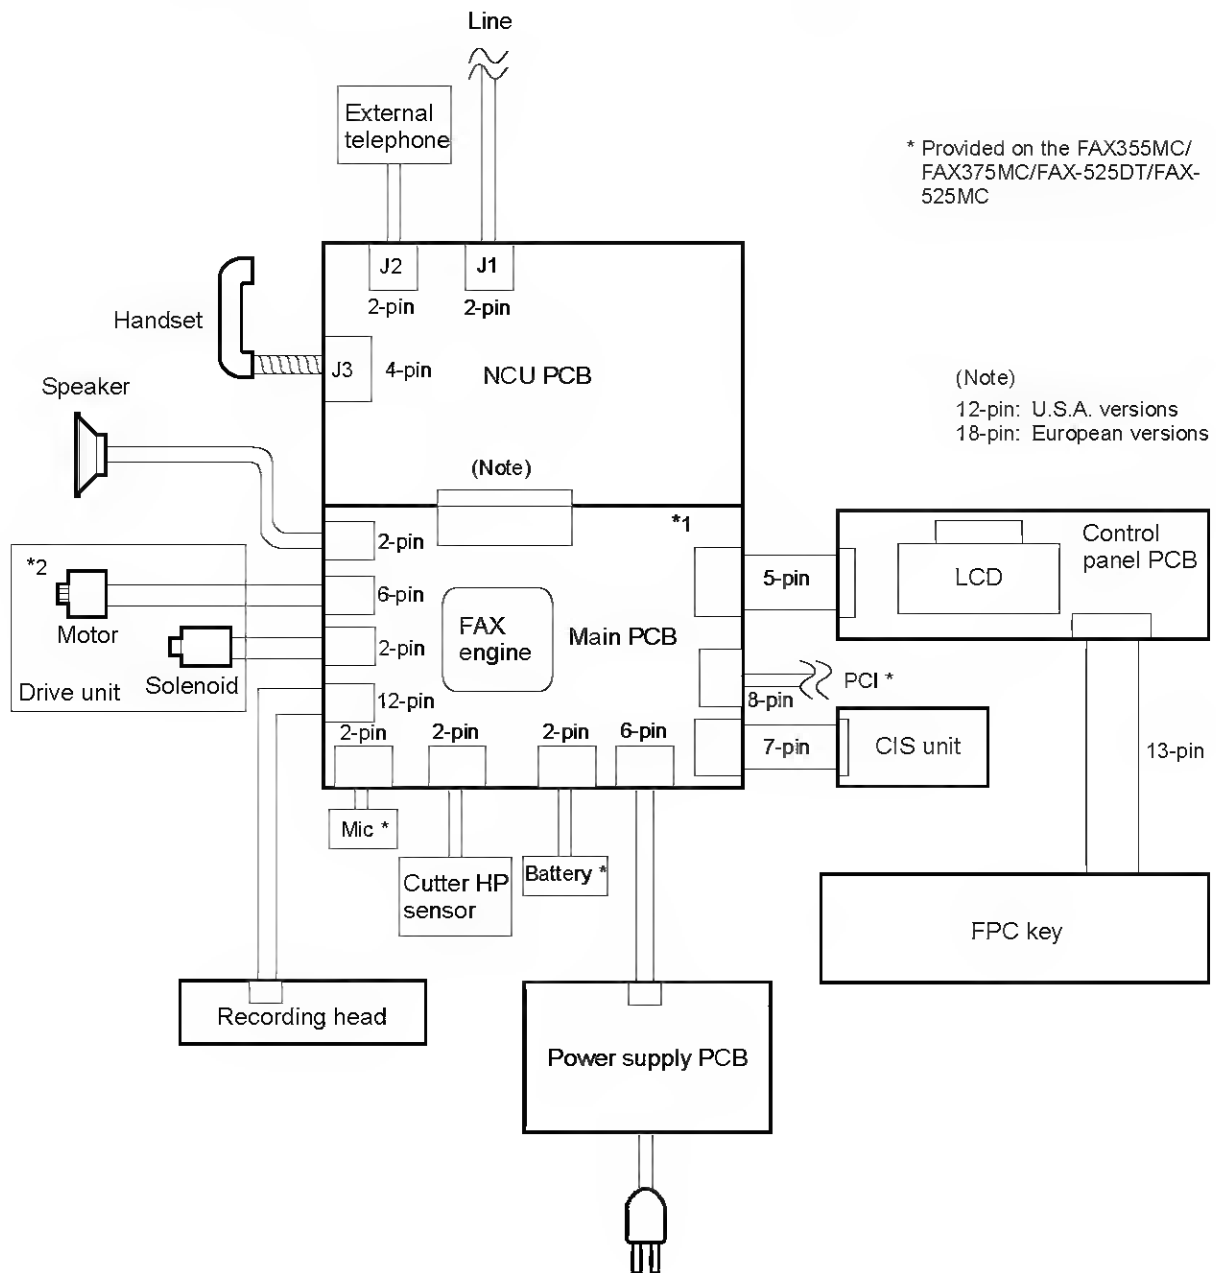 Line
External
telephone
* Provided on the FAX355MC/
FAX375MC/FAX-525DT/FAX-
525MC
J2
J1
2-pin
2-pin
Handset
J3
4-pin
NCU PCB
Speaker
(Note)
12-pin: U.S.A. versions
18-pin: European versions
(Note)
*1
2-pin
Control
panel PCB
LCD
5-pin
*2
Motor
6-pin
FAX
engine
Main PCB
2-pin
Solenoid
Drive unit
12-pin
PCI *
8-pin
2-pin
2-pin
2-pin
6-pin
7-pin
CIS unit
13-pin
Mic *
Cutter HP
sensor
Battery *
FPC key
Recording head
Power supply PCB